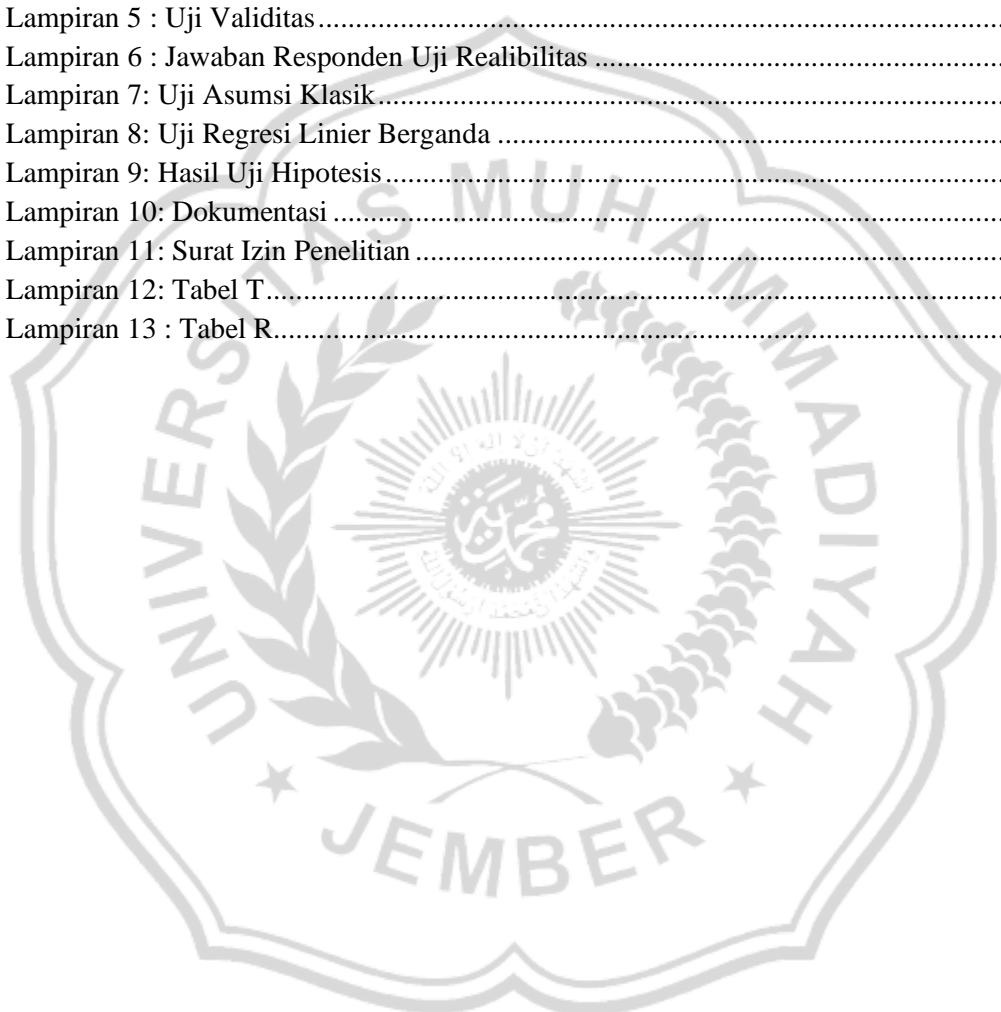 Lampiran 5 : Uji Validitas....................................................................................................
Lampiran 6 : Jawaban Responden Uji Realibilitas ..........................................................
Lampiran 7: Uji Asumsi Klasik.............................................................................................
Lampiran 8: Uji Regresi Linier Berganda ........................................................................
Lampiran 9: Hasil Uji Hipotesis............................................................................................
Lampiran 10: Dokumentasi ...................................................................................................
Lampiran 11: Surat Izin Penelitian ......................................................................................
Lampiran 12: Tabel T............................................................................................................
Lampiran 13 : Tabel R...........................................................................................................
UNIVERSITAS MUHAMMADIYAH
JEMBER